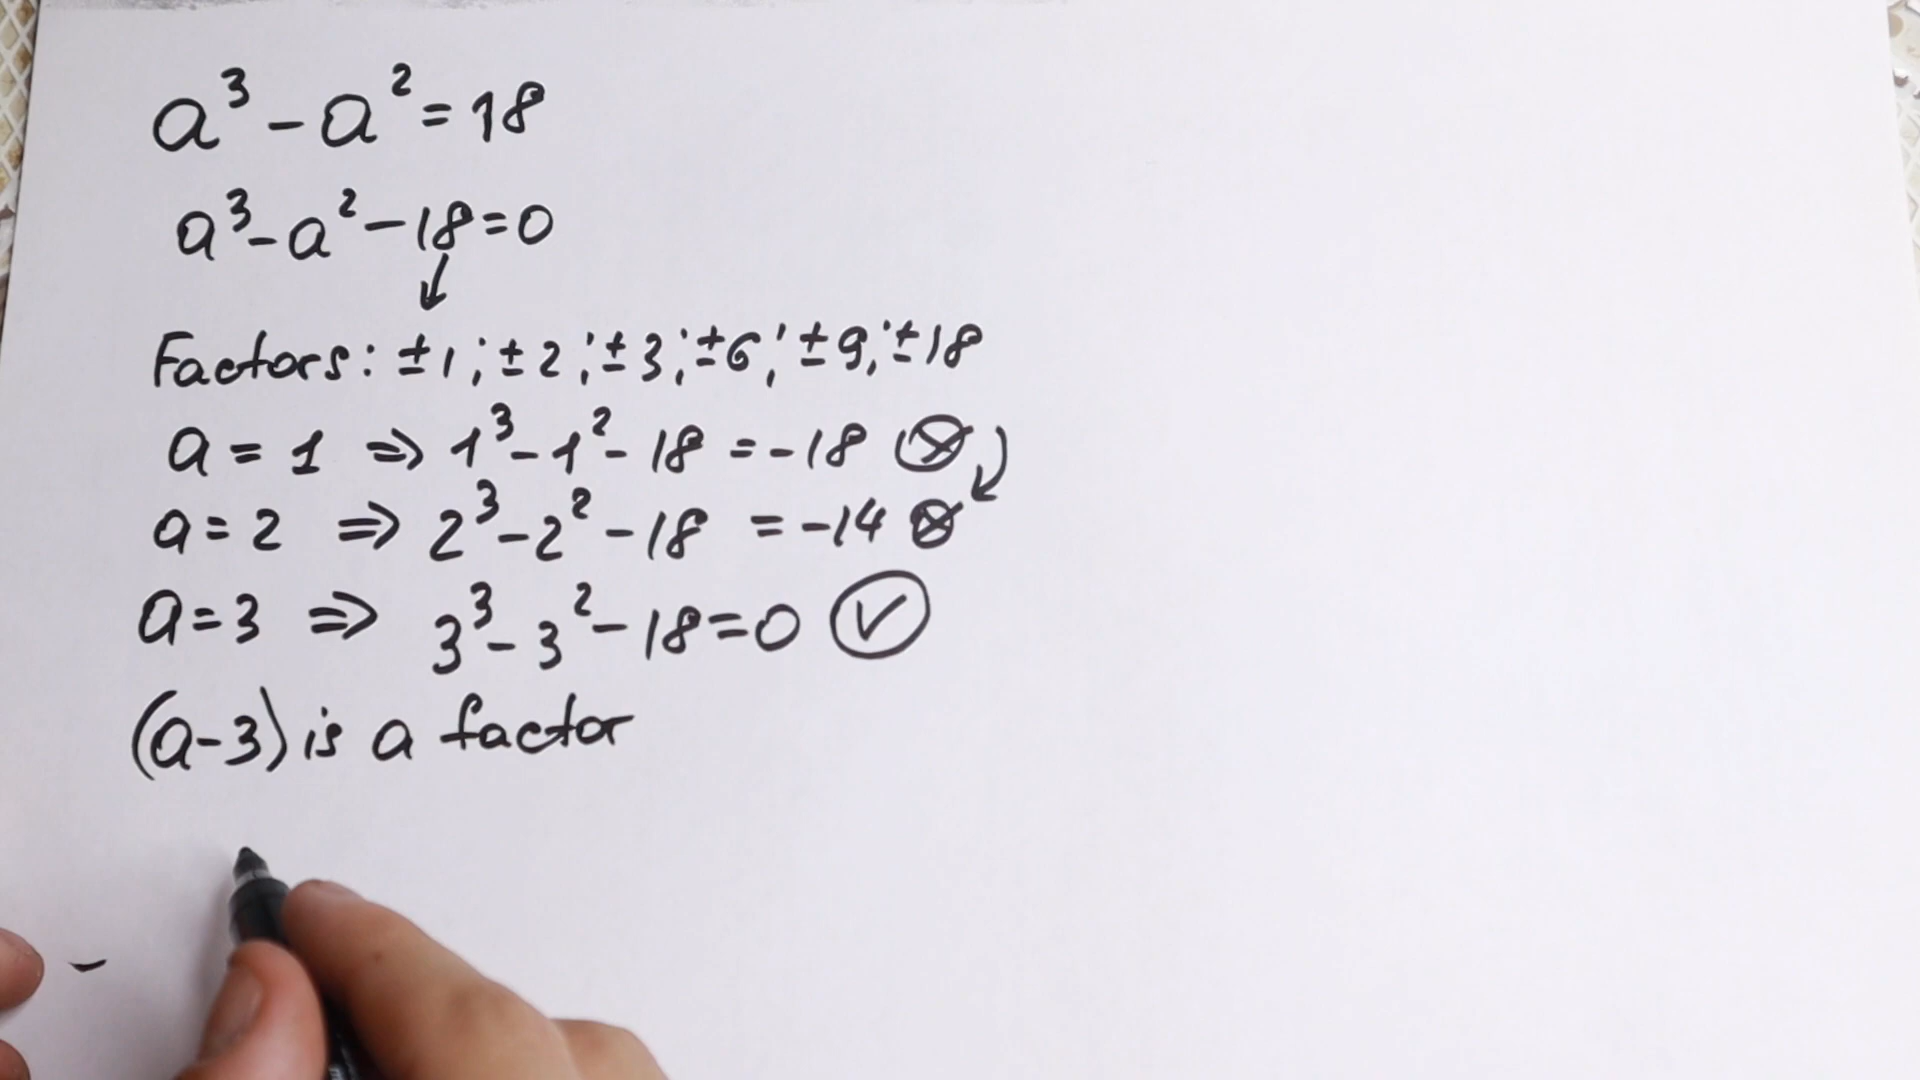 a³ - a² = 18
a³ - a² - 18 = 0
Factors: ±1; ±2; ±3; ±6; ±9; ±18
a = 1 ⇒ 1³ - 1² - 18 = -18 ⊗
a = 2 ⇒ 2³ - 2² - 18 = -14 ⊗
a = 3 ⇒ 3³ - 3² - 18 = 0 ✓
(a-3) is a factor
-